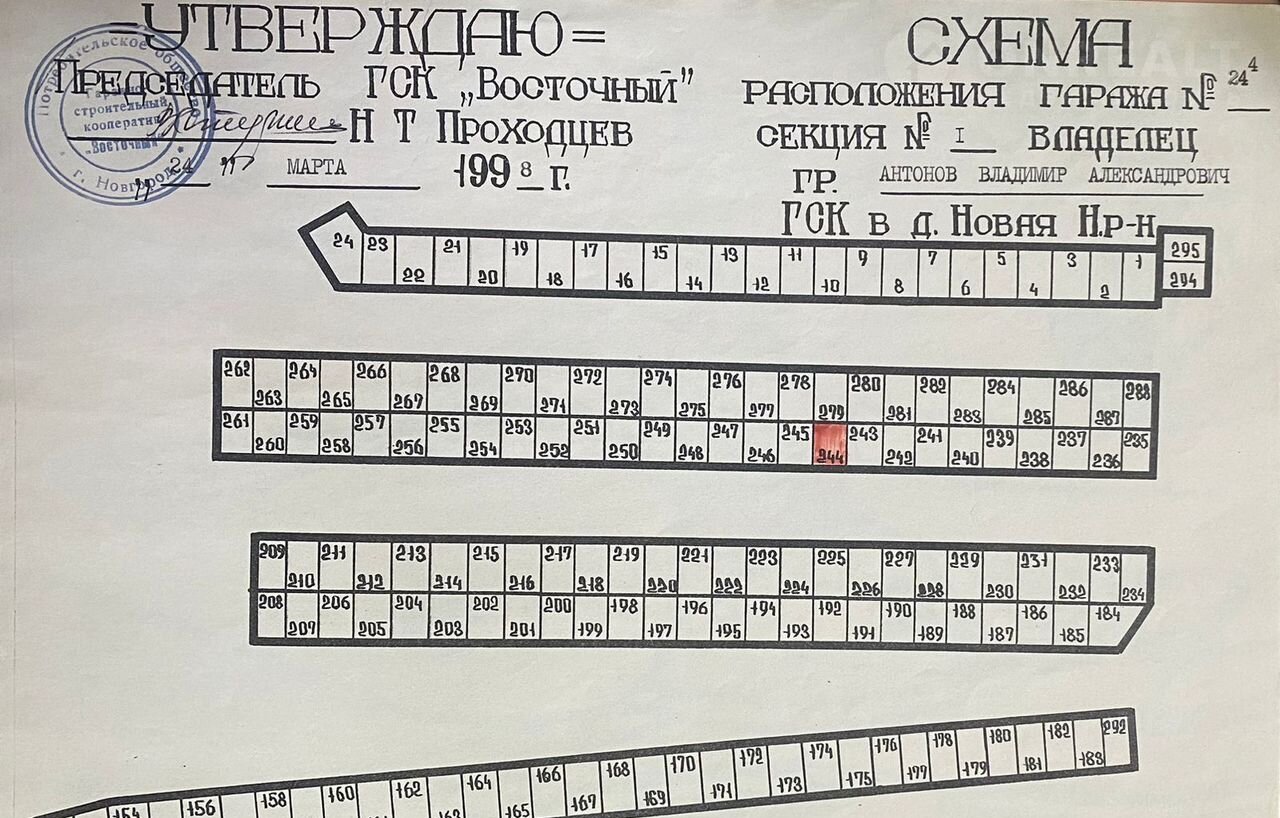 =УТВЕРЖДАЮ=
ПРЕДСЕДАТЕЛЬ ГСК „ВОСТОЧНЫЙ”
Н Т ПРОХОДЦЕВ
„24” МАРТА 1998 Г.
Потребительское общество
Гаражно
строительный
кооператив
„Восточный”
г. Новгород
СХЕМА
РАСПОЛОЖЕНИЯ ГАРАЖА № 244
СЕКЦИЯ № I ВЛАДЕЛЕЦ
ГР. АНТОНОВ ВЛАДИМИР АЛЕКСАНДРОВИЧ
ГСК В Д. НОВАЯ Н.Р-Н
24 23 21 19 17 15 13 11 9 7 5 3 1 295
22 20 18 16 14 12 10 8 6 4 2 294
262 264 266 268 270 272 274 276 278 280 282 284 286 288
263 265 267 269 271 273 275 277 279 281 283 285 287
261 259 257 255 253 251 249 247 245 243 241 239 237 235
260 258 256 254 252 250 248 246 244 242 240 238 236
209 211 213 215 217 219 221 223 225 227 229 231 233
210 212 214 216 218 220 222 224 226 228 230 232 234
208 206 204 202 200 198 196 194 192 190 188 186 184
207 205 203 201 199 197 195 193 191 189 187 185
154 156 158 160 162 164 166 168 170 172 174 176 178 180 182 292
163 165 167 169 171 173 175 177 179 181 183